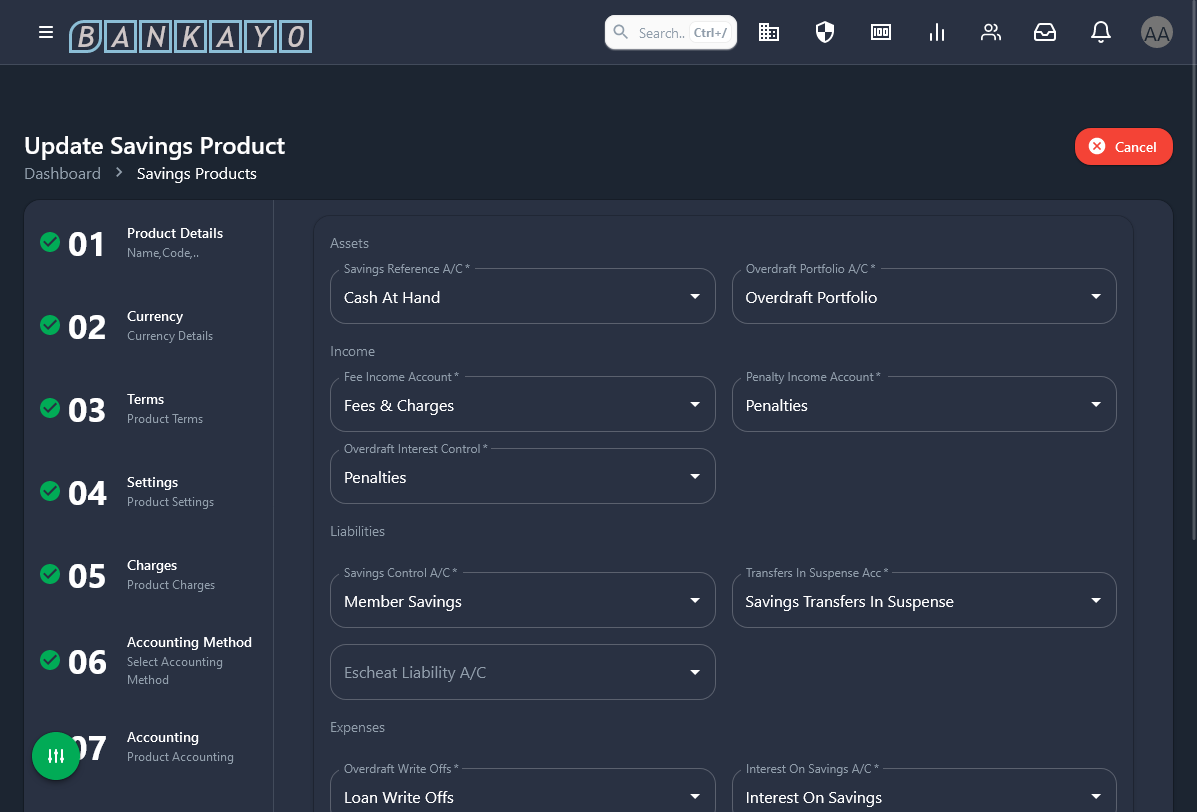 BANKAYO
Search.. Ctrl+/
AA
Update Savings Product
Cancel
Dashboard > Savings Products
01 Product Details
Name,Code,..
02 Currency
Currency Details
03 Terms
Product Terms
04 Settings
Product Settings
05 Charges
Product Charges
06 Accounting Method
Select Accounting
Method
07 Accounting
Product Accounting
Assets
Savings Reference A/C *
Cash At Hand
Overdraft Portfolio A/C *
Overdraft Portfolio
Income
Fee Income Account *
Fees & Charges
Penalty Income Account *
Penalties
Overdraft Interest Control *
Penalties
Liabilities
Savings Control A/C *
Member Savings
Transfers In Suspense Acc *
Savings Transfers In Suspense
Escheat Liability A/C
Expenses
Overdraft Write Offs *
Loan Write Offs
Interest On Savings A/C *
Interest On Savings